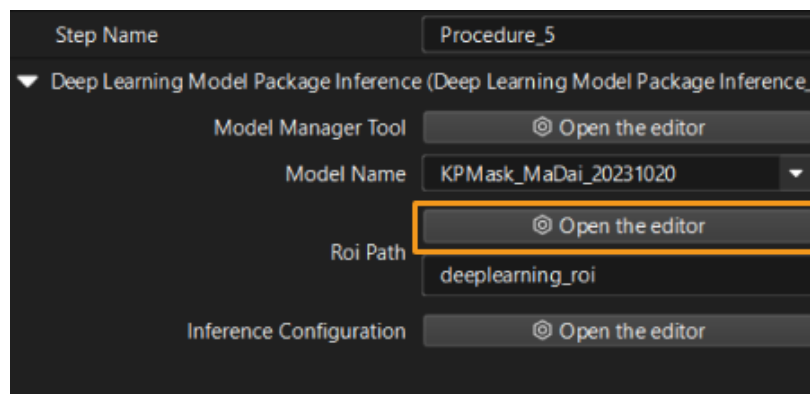 Step Name Procedure_5
Deep Learning Model Package Inference (Deep Learning Model Package Inference_
Model Manager Tool Open the editor
Model Name KPMask_MaDai_20231020
Open the editor
Roi Path
deeplearning_roi
Inference Configuration Open the editor